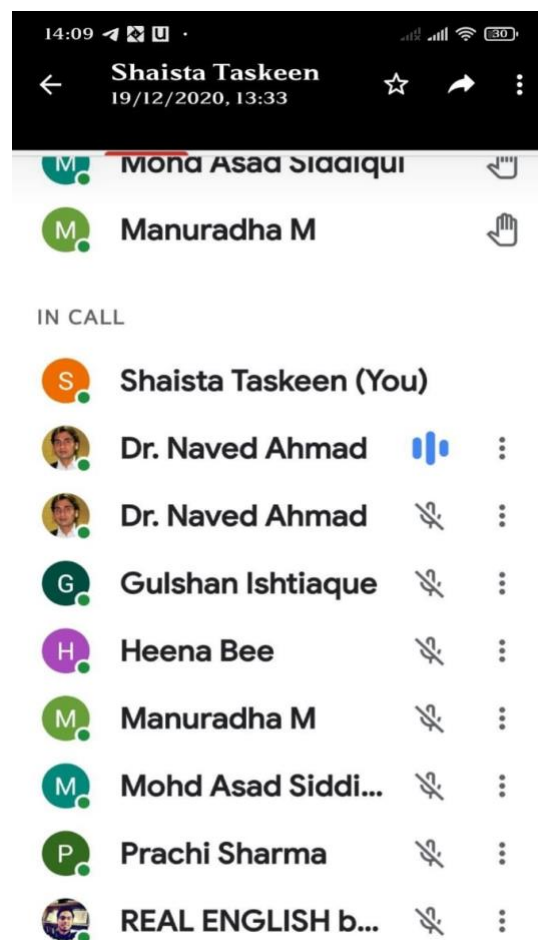 14:09 U · 30
Shaista Taskeen
19/12/2020, 13:33
M Mohd Asad Siddiqui
M Manuradha M
IN CALL
S Shaista Taskeen (You)
Dr. Naved Ahmad
Dr. Naved Ahmad
G Gulshan Ishtiaque
H Heena Bee
M Manuradha M
M Mohd Asad Siddi...
P Prachi Sharma
REAL ENGLISH b...